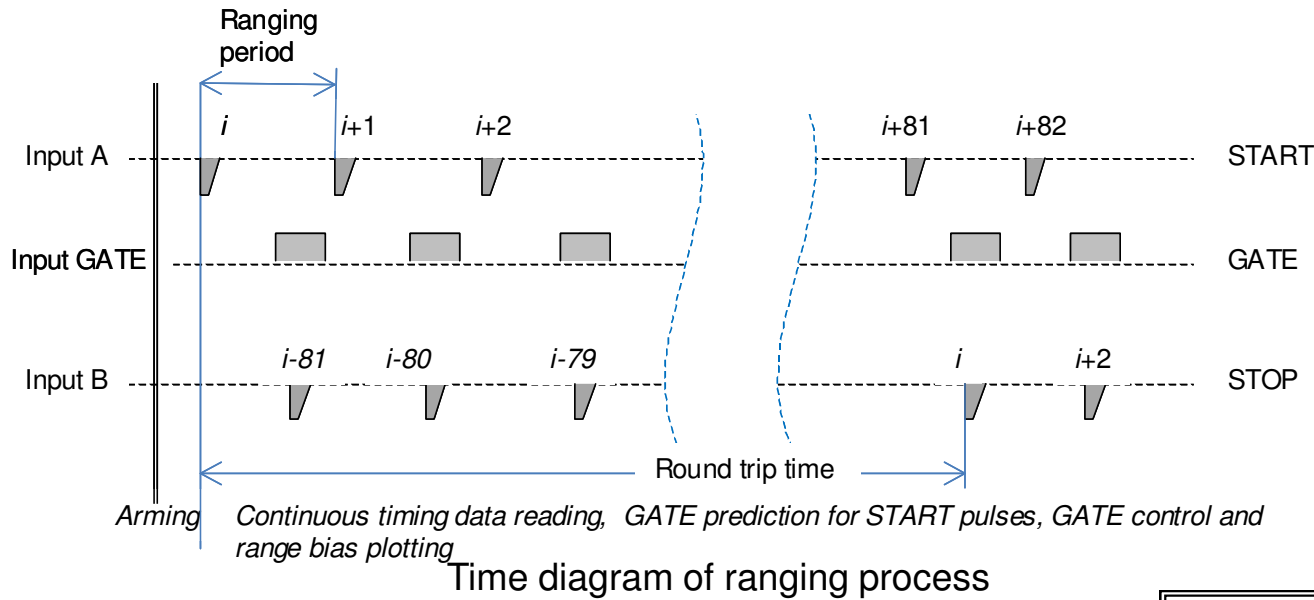 Ranging
period
i
i+1
i+2
i+81
i+82
Input A
START
Input GATE
GATE
i-81
i-80
i-79
i
i+2
Input B
STOP
Round trip time
Arming
Continuous timing data reading, GATE prediction for START pulses, GATE control and
range bias plotting
Time diagram of ranging process